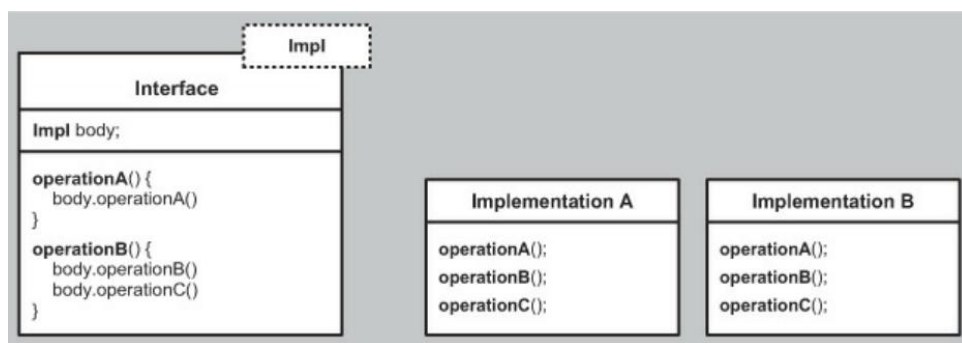 Impl
Interface
Impl body;
operationA() {
body.operationA()
}
operationB() {
body.operationB()
body.operationC()
}
Implementation A
operationA();
operationB();
operationC();
Implementation B
operationA();
operationB();
operationC();